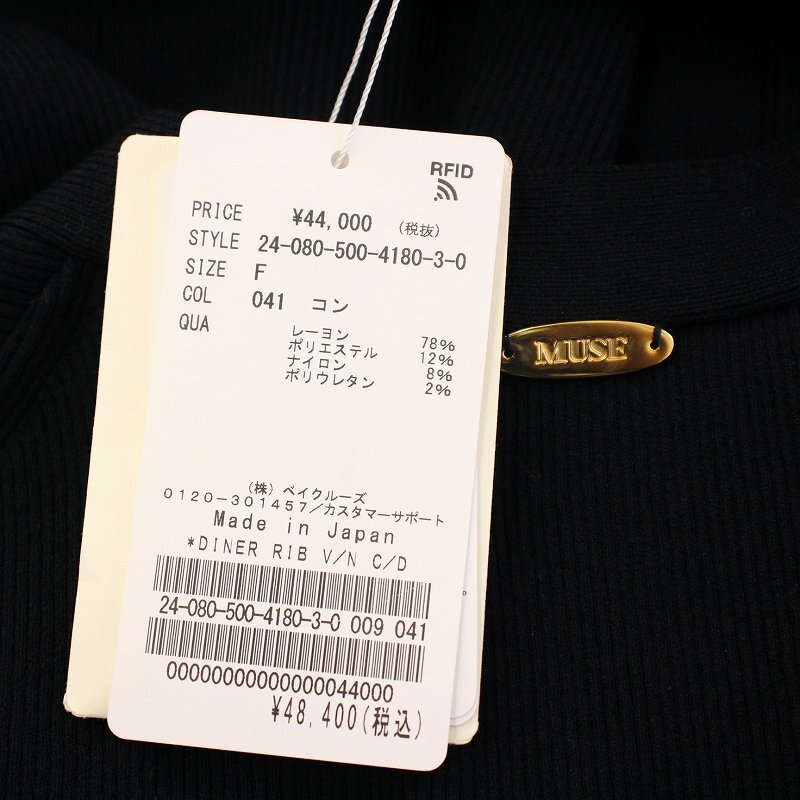 RFID
PRICE ¥44,000 (税抜)
STYLE 24-080-500-4180-3-0
SIZE F
COL 041 コン
QUA レーヨン 78%
ポリエステル 12%
ナイロン 8%
ポリウレタン 2%
MUSE
(株)ベイクルーズ
0120-301457/カスタマーサポート
Made in Japan
*DINER RIB V/N C/D
24-080-500-4180-3-0 009 041
00000000000000044000
¥48,400(税込)